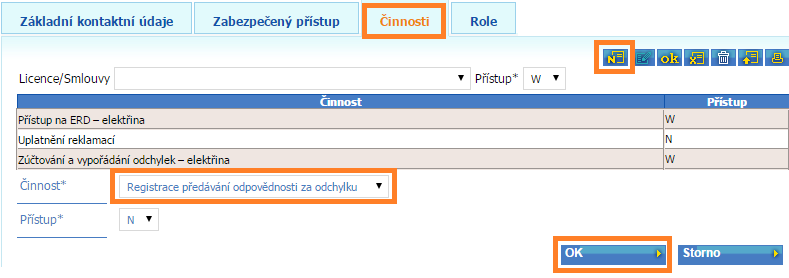 Základní kontaktní údaje Zabezpečený přístup Činnosti Role
N ok
Licence/Smlouvy Přístup* W
Činnost Přístup
Přístup na ERD – elektřina W
Uplatnění reklamací N
Zúčtování a vypořádání odchylek – elektřina W
Činnost* Registrace předávání odpovědnosti za odchylku
Přístup* N
OK Storno